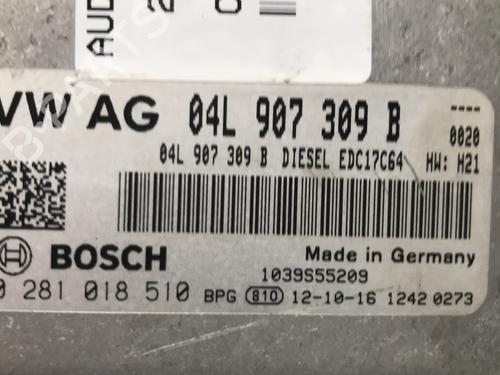 AUD
VW AG 04L 907 309 B ----
0020
04L 907 309 B DIESEL EDC17C64 HW: H21
BOSCH Made in Germany
1039S55209
0 281 018 510 BPG 810 12-10-16 1242 0273